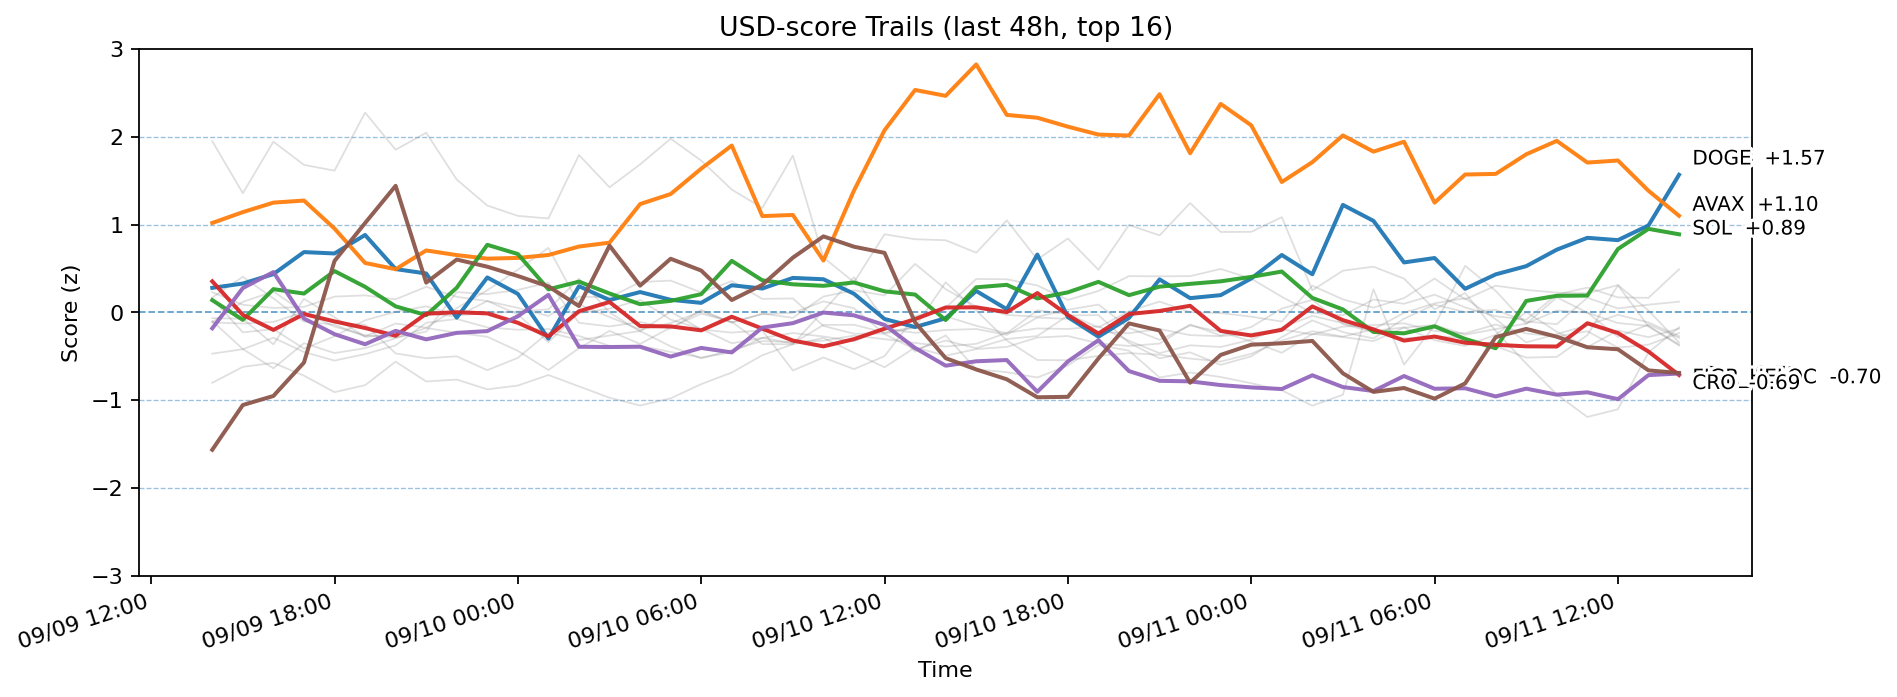 USD-score Trails (last 48h, top 16)
3
2
1
0
−1
−2
−3
Score (z)
DOGE +1.57
AVAX +1.10
SOL +0.89
-0.70
CRO -0.69
09/09 12:00
09/09 18:00
09/10 00:00
09/10 06:00
09/10 12:00
09/10 18:00
09/11 00:00
09/11 06:00
09/11 12:00
Time